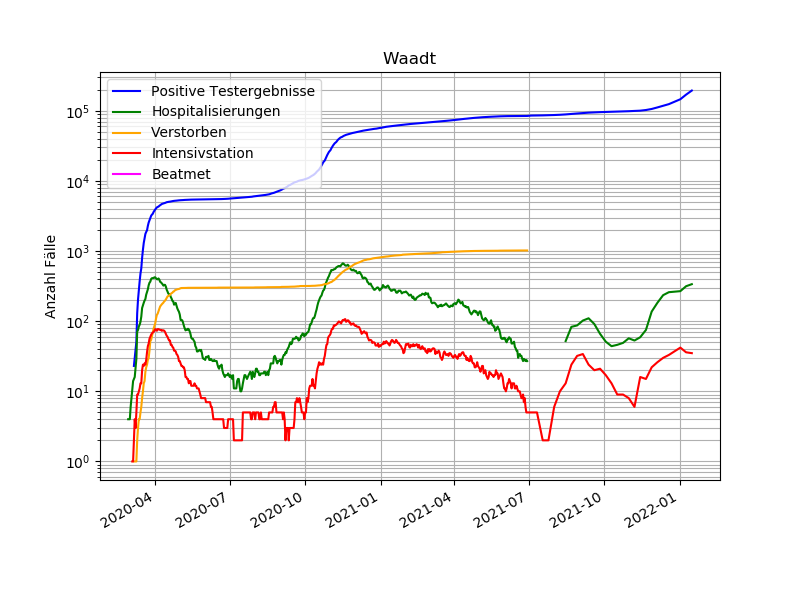 Waadt
Anzahl Fälle
10^5
10^4
10^3
10^2
10^1
10^0
Positive Testergebnisse
Hospitalisierungen
Verstorben
Intensivstation
Beatmet
2020-04
2020-07
2020-10
2021-01
2021-04
2021-07
2021-10
2022-01